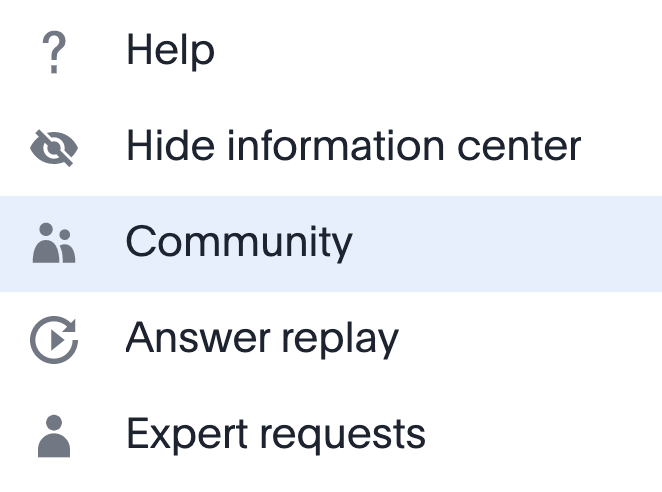 Help
Hide information center
Community
Answer replay
Expert requests